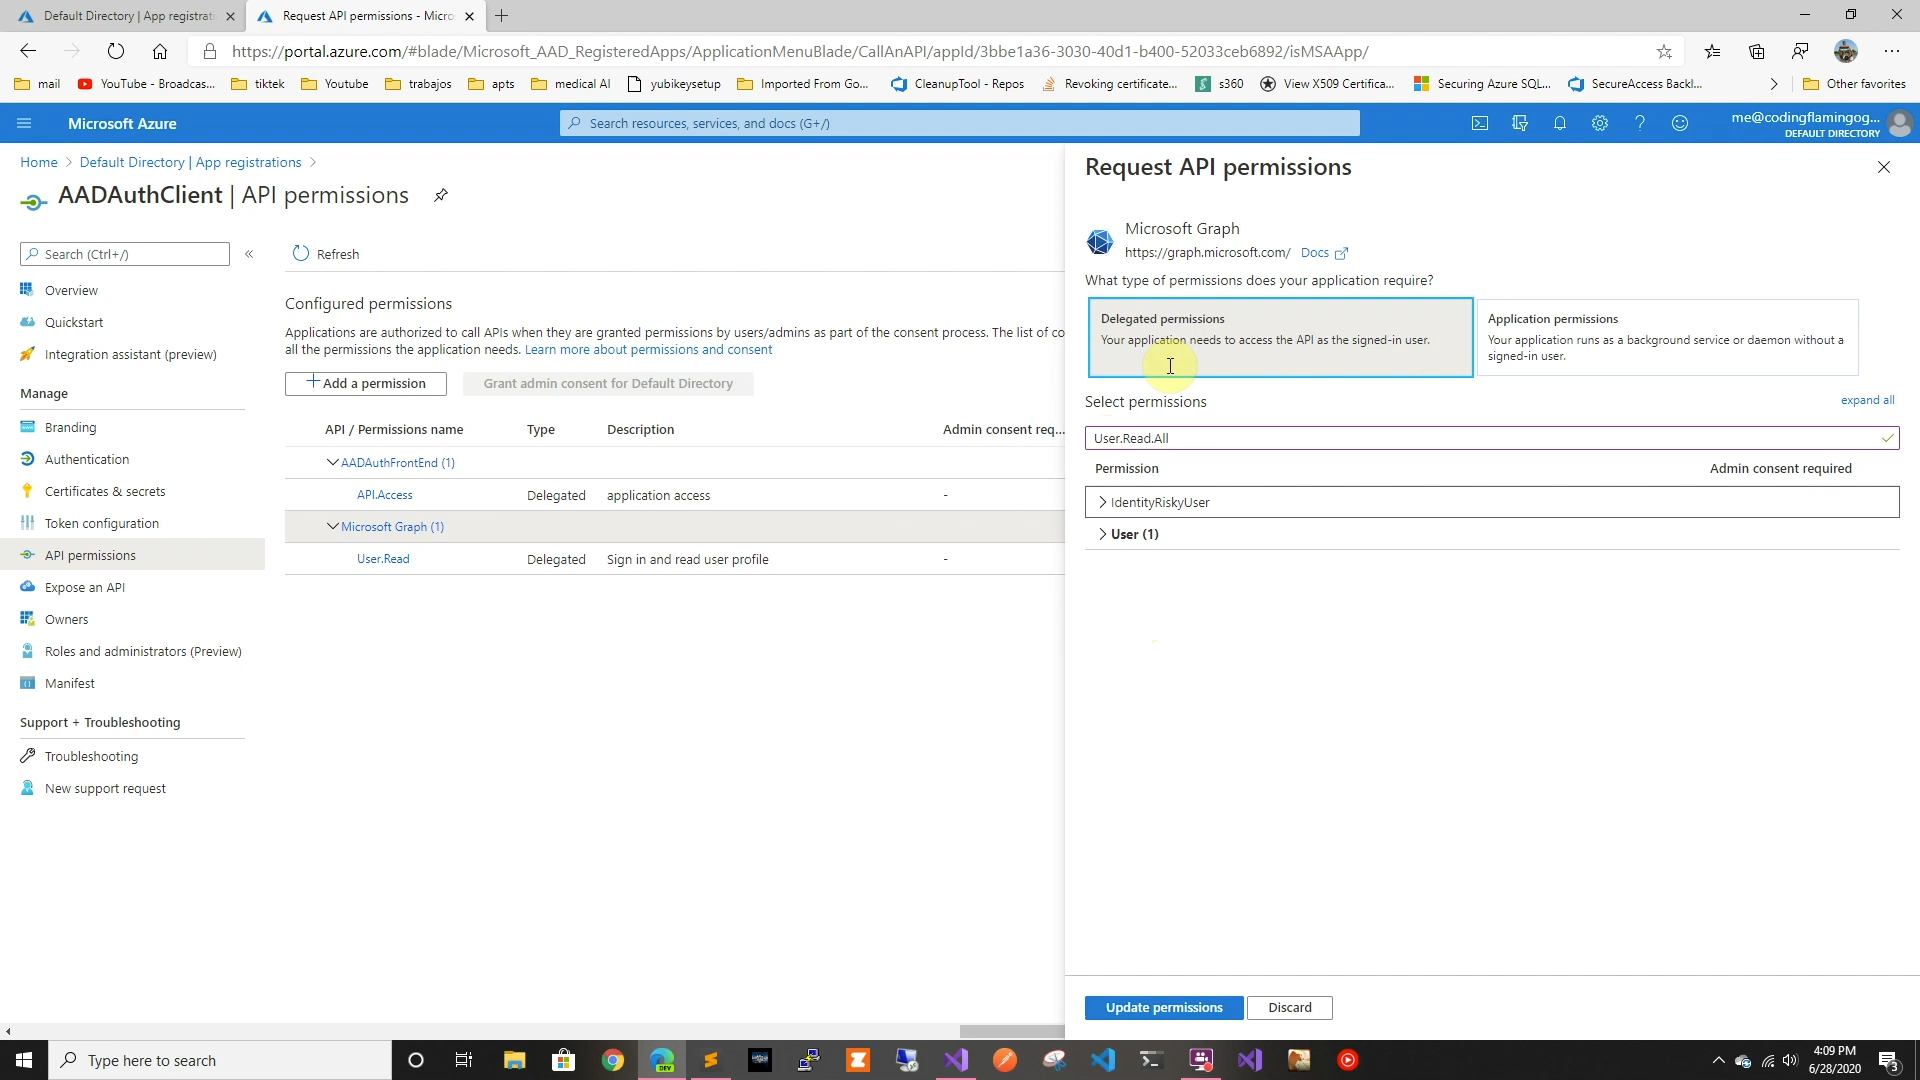 Default Directory | App registrati
Request API permissions - Micro
https://portal.azure.com/#blade/Microsoft_AAD_RegisteredApps/ApplicationMenuBlade/CallAnAPI/appId/3bbe1a36-3030-40d1-b400-52033ceb6892/isMSAApp/
mail
YouTube - Broadcas...
tiktek
Youtube
trabajos
apts
medical AI
yubikeysetup
Imported From Go...
CleanupTool - Repos
Revoking certificate...
s360
View X509 Certifica...
Securing Azure SQL...
SecureAccess Backl...
Other favorites
Microsoft Azure
Search resources, services, and docs (G+/)
me@codingflamingog...
DEFAULT DIRECTORY
Home > Default Directory | App registrations >
AADAuthClient | API permissions
Search (Ctrl+/)
«
Overview
Quickstart
Integration assistant (preview)
Manage
Branding
Authentication
Certificates & secrets
Token configuration
API permissions
Expose an API
Owners
Roles and administrators (Preview)
Manifest
Support + Troubleshooting
Troubleshooting
New support request
Refresh
Configured permissions
Applications are authorized to call APIs when they are granted permissions by users/admins as part of the consent process. The list of co
all the permissions the application needs. Learn more about permissions and consent
+ Add a permission
Grant admin consent for Default Directory
API / Permissions name Type Description Admin consent req...
AADAuthFrontEnd (1)
API.Access Delegated application access -
Microsoft Graph (1)
User.Read Delegated Sign in and read user profile -
Request API permissions
Microsoft Graph
https://graph.microsoft.com/ Docs
What type of permissions does your application require?
Delegated permissions
Your application needs to access the API as the signed-in user.
Application permissions
Your application runs as a background service or daemon without a
signed-in user.
Select permissions
expand all
User.Read.All
Permission Admin consent required
IdentityRiskyUser
User (1)
Update permissions
Discard
Type here to search
DEV
4:09 PM
6/28/2020
3